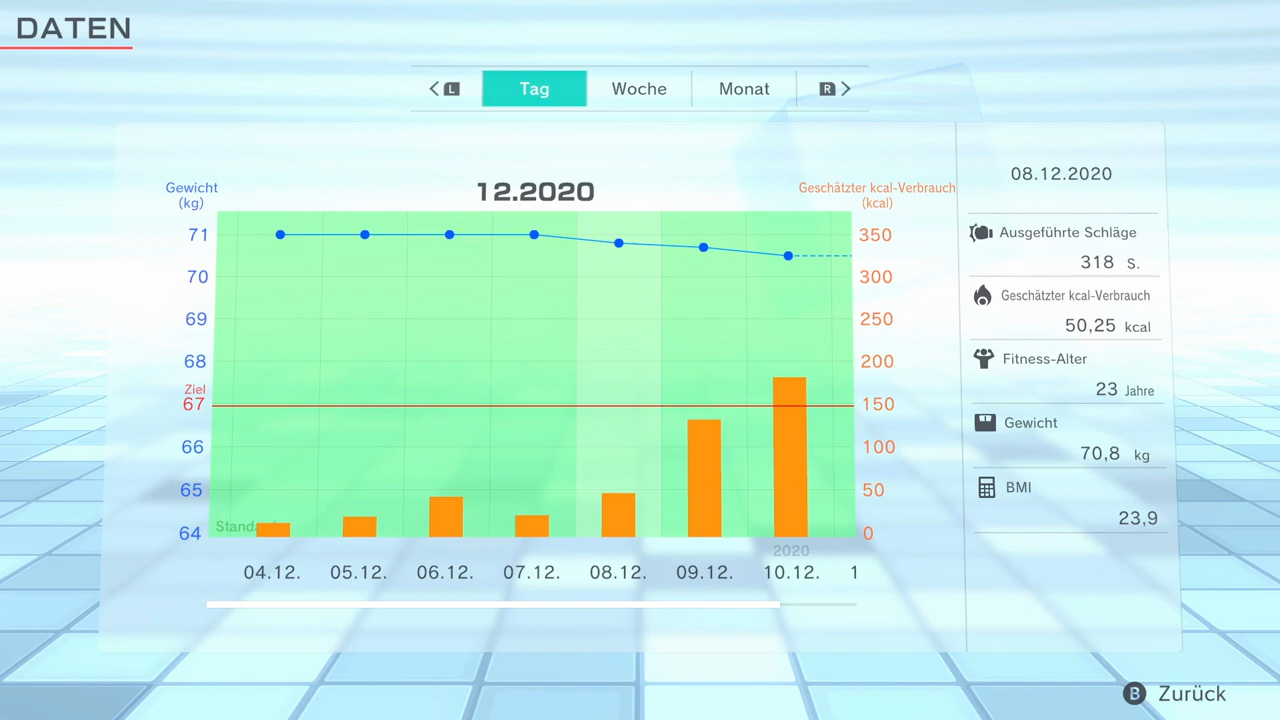 DATEN
L Tag Woche Monat R
Gewicht
(kg)
12.2020
Geschätzter kcal-Verbrauch
(kcal)
71
70
69
68
Ziel
67
66
65
64
350
300
250
200
150
100
50
0
2020
04.12. 05.12. 06.12. 07.12. 08.12. 09.12. 10.12. 1
08.12.2020
Ausgeführte Schläge
318 S.
Geschätzter kcal-Verbrauch
50,25 kcal
Fitness-Alter
23 Jahre
Gewicht
70,8 kg
BMI
23,9
B Zurück